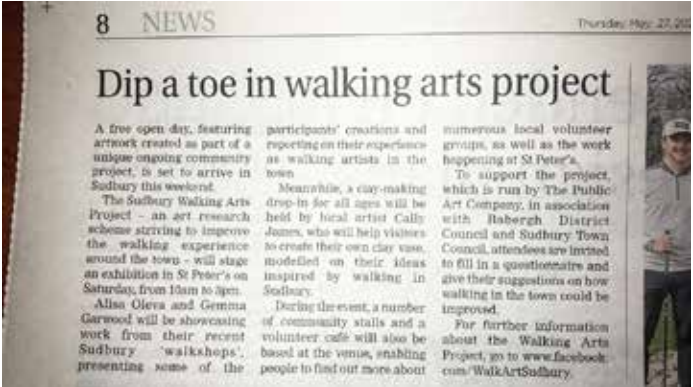 8 NEWS
Thursday, May 27, 202
Dip a toe in walking arts project
A free open day, featuring
artwork created as part of a
unique ongoing community
project, is set to arrive in
Sudbury this weekend.
The Sudbury Walking Arts
Project – an art research
scheme striving to improve
the walking experience
around the town – will stage
an exhibition in St Peter's on
Saturday, from 10am to 3pm.
Alisa Oleva and Gemma
Garwood will be showcasing
work from their recent
Sudbury 'walkshops',
presenting some of the
participants' creations and
reporting on their experience
as walking artists in the
town
Meanwhile, a clay-making
drop-in for all ages will be
held by local artist Cally
James, who will help visitors
to create their own clay vase,
modelled on their ideas
inspired by walking in
Sudbury.
During the event, a number
of community stalls and a
volunteer café will also be
based at the venue, enabling
people to find out more about
numerous local volunteer
groups, as well as the work
happening at St Peter's.
To support the project,
which is run by The Public
Art Company, in association
with Babergh District
Council and Sudbury Town
Council, attendees are invited
to fill in a questionnaire and
give their suggestions on how
walking in the town could be
improved.
For further information
about the Walking Arts
Project, go to www.facebook.
com/WalkArtSudbury.